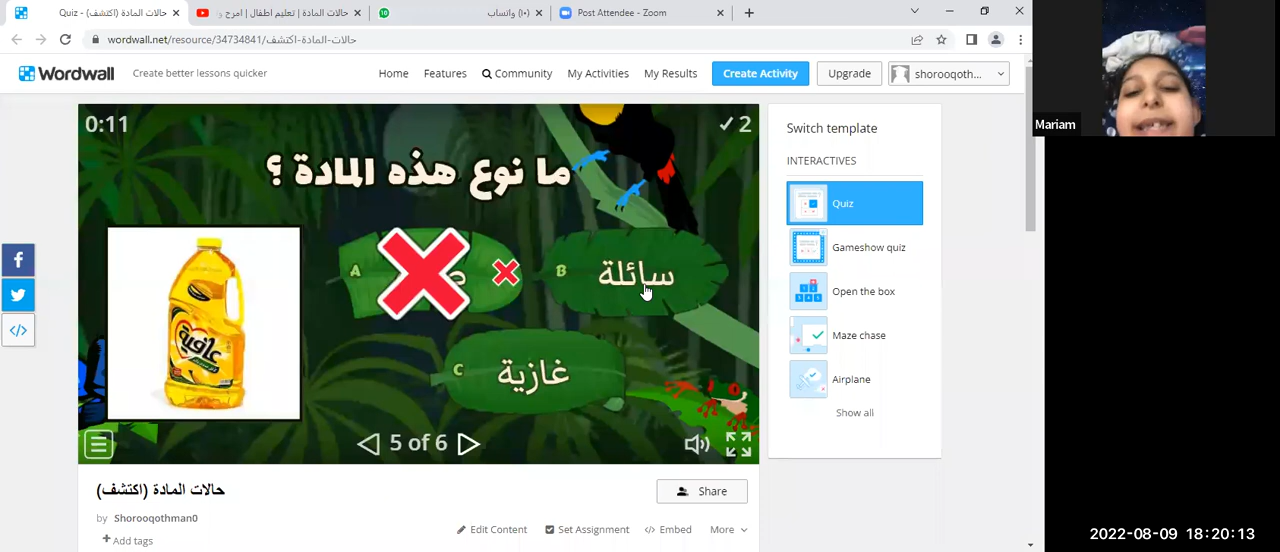 Quiz - (اكتشف) حالات المادة
حالات المادة | تعليم اطفال | امرح و
(١٠) واتساب
Post Attendee - Zoom
wordwall.net/resource/34734841/حالات-المادة-اكتشف
Wordwall
Create better lessons quicker
Home
Features
Community
My Activities
My Results
Create Activity
Upgrade
shorooqoth...
Mariam
0:11
✓ 2
ما نوع هذه المادة ؟
عافية
A
B سائلة
C غازية
5 of 6
Switch template
INTERACTIVES
Quiz
Gameshow quiz
Open the box
Maze chase
Airplane
Show all
حالات المادة (اكتشف)
Share
by Shorooqothman0
Edit Content
Set Assignment
</> Embed
More
+ Add tags
2022-08-09 18:20:13